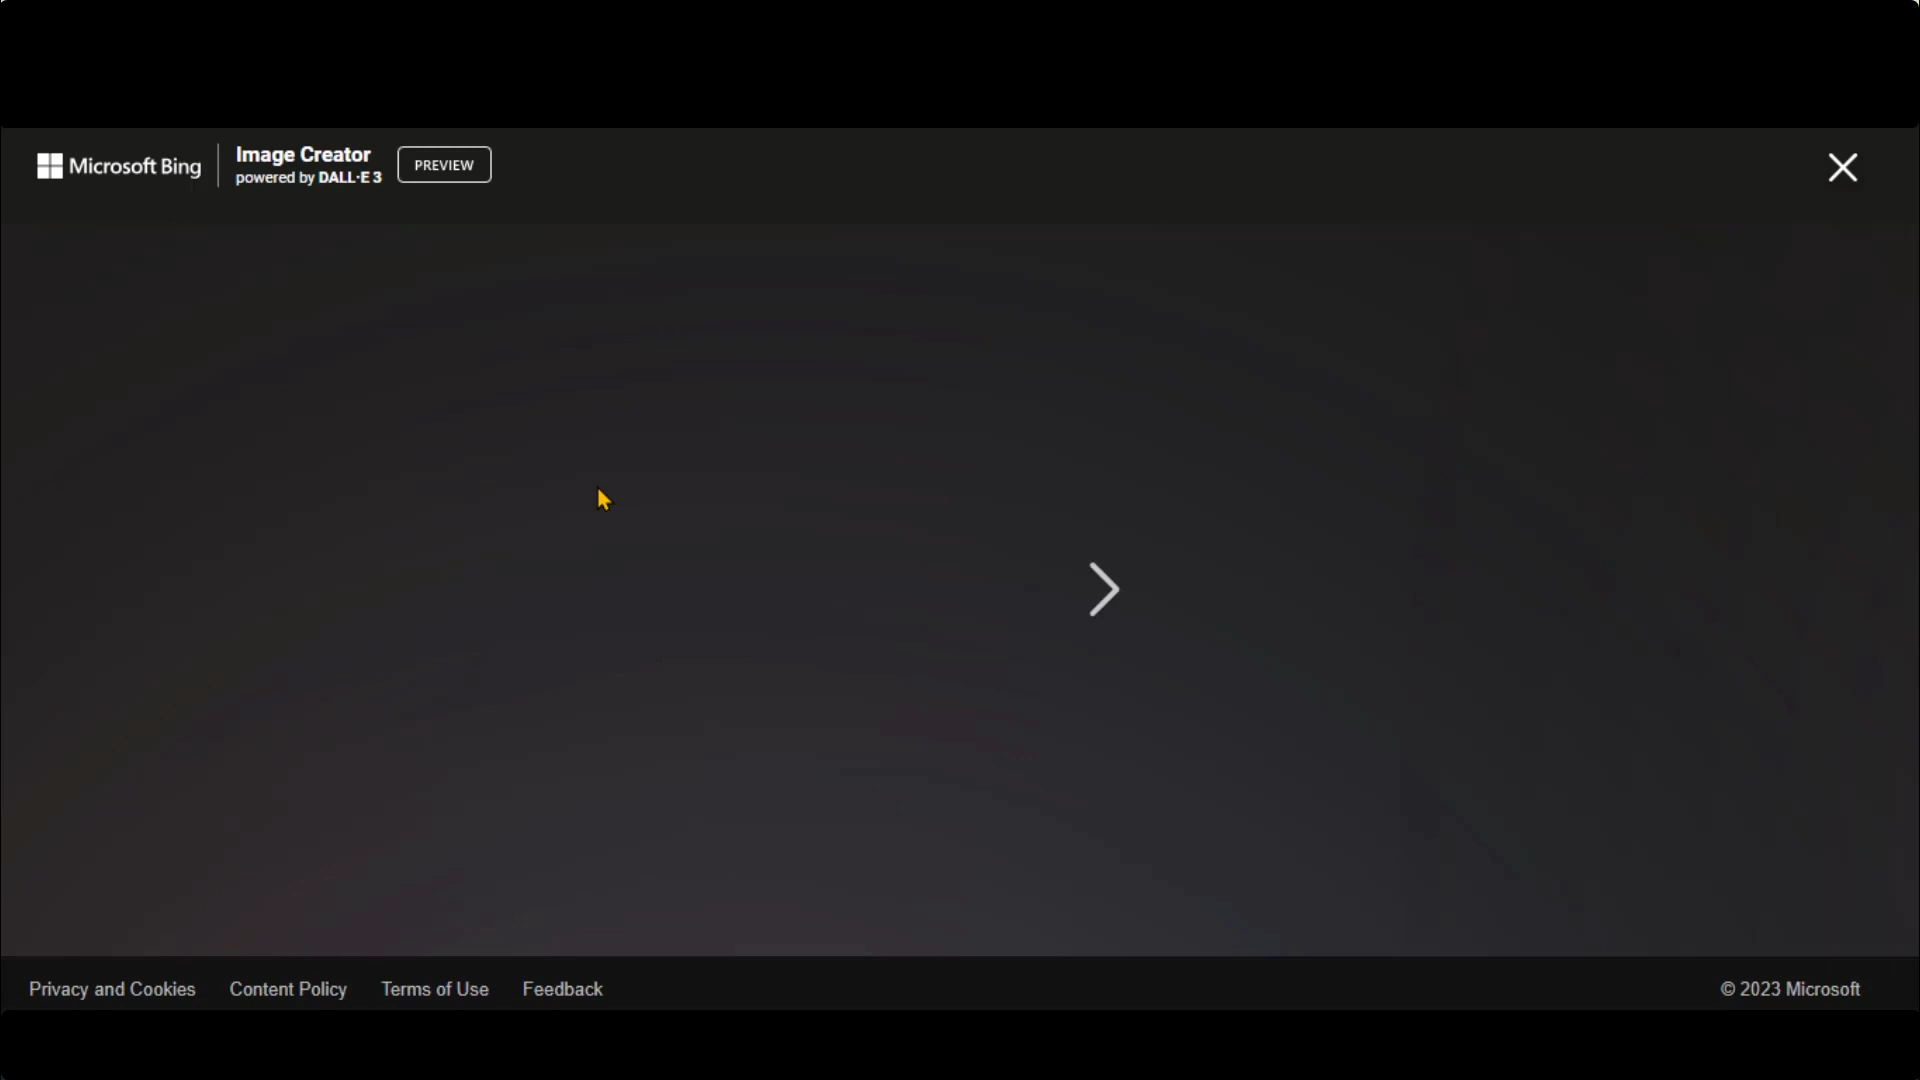 Microsoft Bing
Image Creator
powered by DALL·E 3
PREVIEW
Privacy and Cookies
Content Policy
Terms of Use
Feedback
© 2023 Microsoft